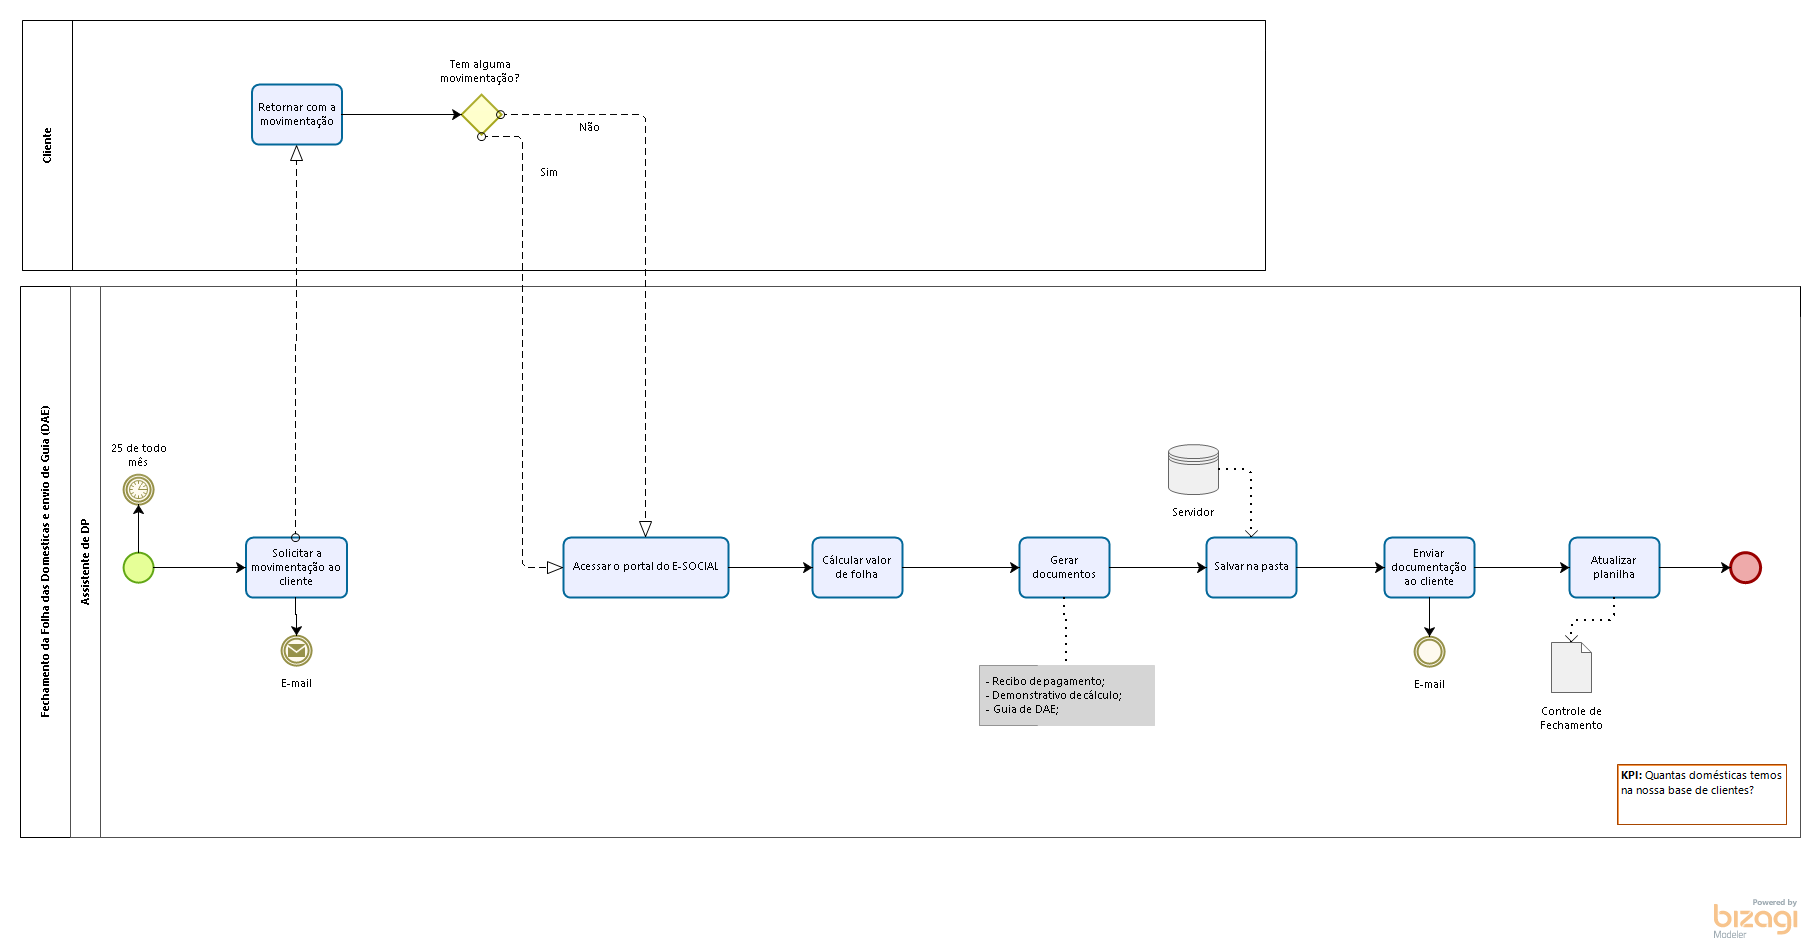 Cliente
Tem alguma
movimentação?
Retornar com a
movimentação
Não
Sim
Fechamento da Folha das Domesticas e envio de Guia (DAE)
Assistente de DP
25 de todo
mês
Solicitar a
movimentação ao
cliente
E-mail
Acessar o portal do E-SOCIAL
Cálcular valor
de folha
Gerar
documentos
- Recibo de pagamento;
- Demonstrativo de cálculo;
- Guia de DAE;
Servidor
Salvar na pasta
Enviar
documentação
ao cliente
E-mail
Atualizar
planilha
Controle de
Fechamento
KPI: Quantas domésticas temos
na nossa base de clientes?
Powered by
bizagi
Modeler